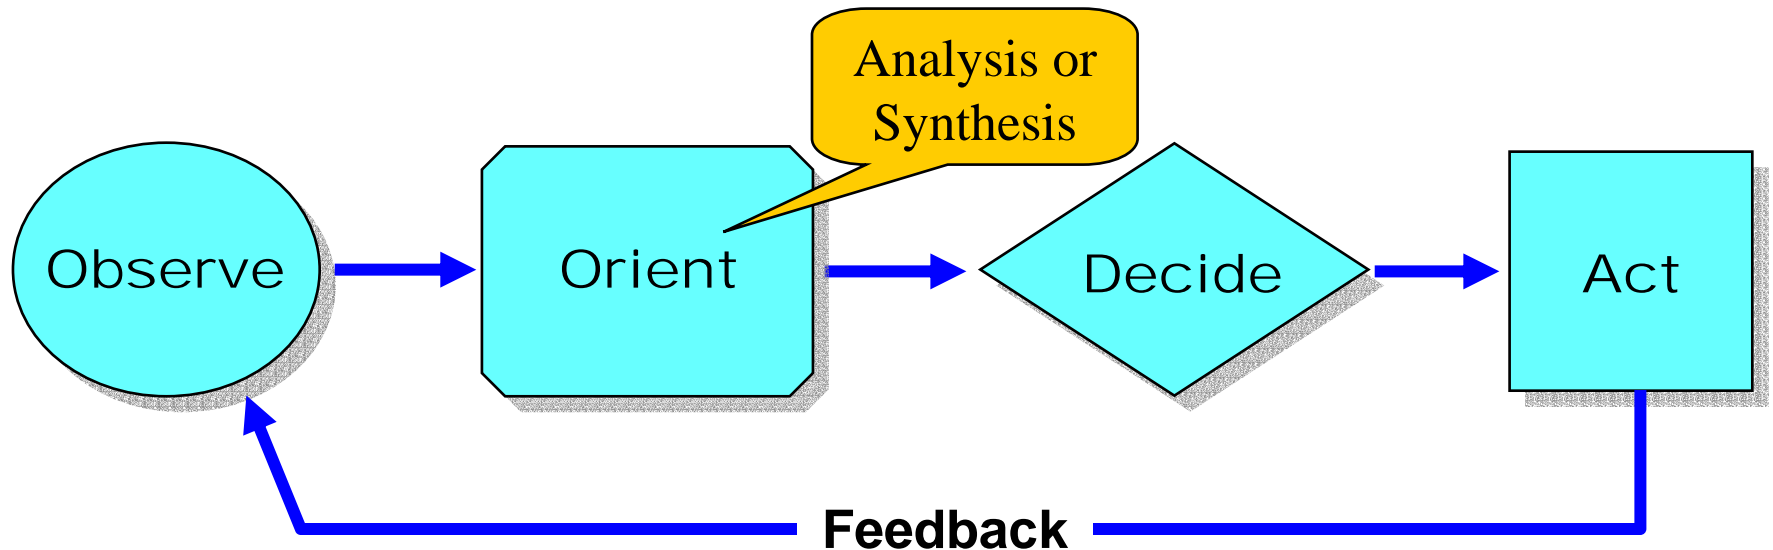 Analysis or
Synthesis
Observe
Orient
Decide
Act
Feedback